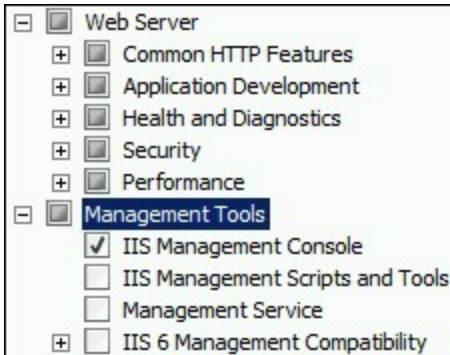 Web Server
Common HTTP Features
Application Development
Health and Diagnostics
Security
Performance
Management Tools
IIS Management Console
IIS Management Scripts and Tools
Management Service
IIS 6 Management Compatibility